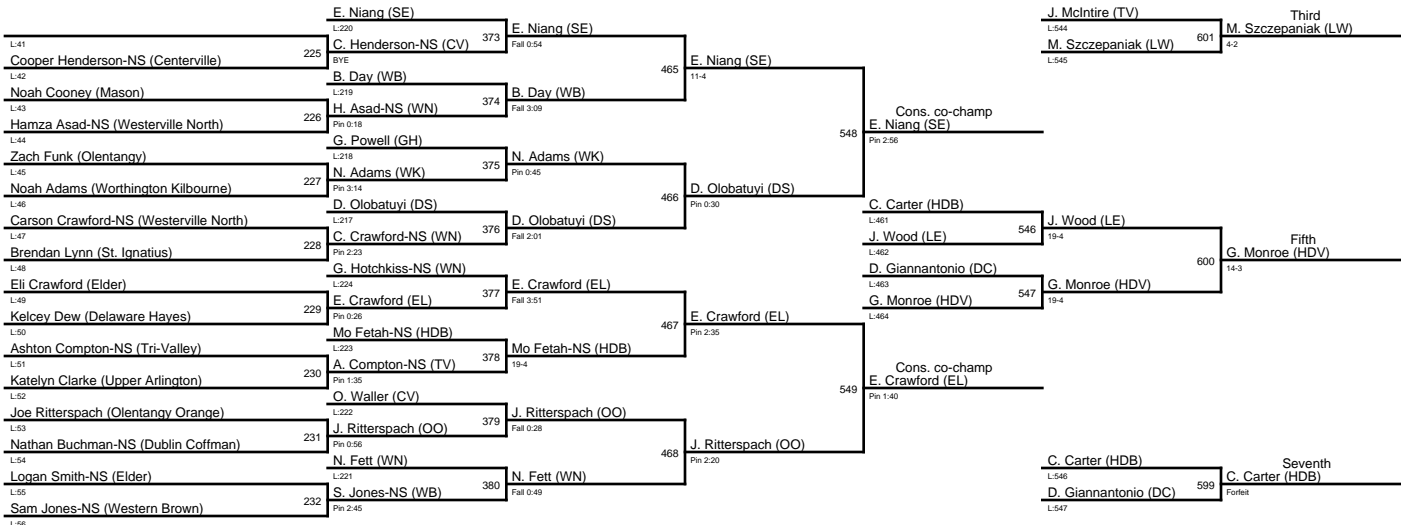 L:41
Cooper Henderson-NS (Centerville)
L:42
225
Noah Cooney (Mason)
L:43
Hamza Asad-NS (Westerville North)
L:44
226
Zach Funk (Olentangy)
L:45
Noah Adams (Worthington Kilbourne)
L:46
227
Carson Crawford-NS (Westerville North)
L:47
Brendan Lynn (St. Ignatius)
L:48
228
Eli Crawford (Elder)
L:49
Kelcey Dew (Delaware Hayes)
L:50
229
Ashton Compton-NS (Tri-Valley)
L:51
Katelyn Clarke (Upper Arlington)
L:52
230
Joe Ritterspach (Olentangy Orange)
L:53
Nathan Buchman-NS (Dublin Coffman)
L:54
231
Logan Smith-NS (Elder)
L:55
Sam Jones-NS (Western Brown)
L:56
232
E. Niang (SE)
L:220
C. Henderson-NS (CV)
BYE
373
B. Day (WB)
L:219
H. Asad-NS (WN)
Pin 0:18
374
G. Powell (GH)
L:218
N. Adams (WK)
Pin 3:14
375
D. Olobatuyi (DS)
L:217
C. Crawford-NS (WN)
Pin 2:23
376
G. Hotchkiss-NS (WN)
L:224
E. Crawford (EL)
Pin 0:26
377
Mo Fetah-NS (HDB)
L:223
A. Compton-NS (TV)
Pin 1:35
378
O. Waller (CV)
L:222
J. Ritterspach (OO)
Pin 0:56
379
N. Fett (WN)
L:221
S. Jones-NS (WB)
Pin 2:45
380
E. Niang (SE)
Fall 0:54
B. Day (WB)
Fall 3:09
465
N. Adams (WK)
Pin 0:45
D. Olobatuyi (DS)
Fall 2:01
466
E. Crawford (EL)
Fall 3:51
Mo Fetah-NS (HDB)
19-4
467
J. Ritterspach (OO)
Fall 0:28
N. Fett (WN)
Fall 0:49
468
E. Niang (SE)
11-4
D. Olobatuyi (DS)
Pin 0:30
548
E. Crawford (EL)
Pin 2:35
J. Ritterspach (OO)
Pin 2:20
549
Cons. co-champ
E. Niang (SE)
Pin 2:56
Cons. co-champ
E. Crawford (EL)
Pin 1:40
C. Carter (HDB)
L:461
J. Wood (LE)
L:462
546
D. Giannantonio (DC)
L:463
G. Monroe (HDV)
L:464
547
J. Wood (LE)
19-4
G. Monroe (HDV)
19-4
600
Fifth
G. Monroe (HDV)
14-3
J. McIntire (TV)
L:544
M. Szczepaniak (LW)
L:545
601
Third
M. Szczepaniak (LW)
4-2
C. Carter (HDB)
L:546
D. Giannantonio (DC)
L:547
599
Seventh
C. Carter (HDB)
Forfeit